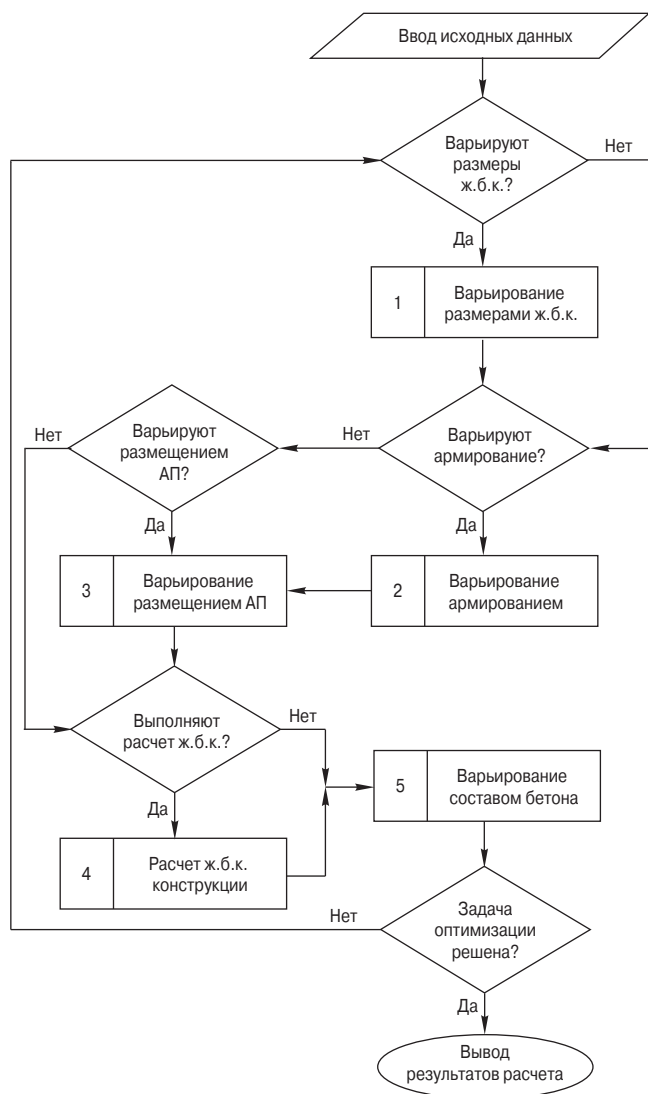 Ввод исходных данных
Варьируют
размеры
ж.б.к.?
Нет
Да
1
Варьирование
размерами ж.б.к.
Нет
Варьируют
размещением
АП?
Нет
Варьируют
армирование?
Да
Да
3
Варьирование
размещением АП
2
Варьирование
армированием
Выполняют
расчет ж.б.к.?
Нет
Да
5
Варьирование
составом бетона
4
Расчет ж.б.к.
конструкции
Нет
Задача
оптимизации
решена?
Да
Вывод
результатов расчета